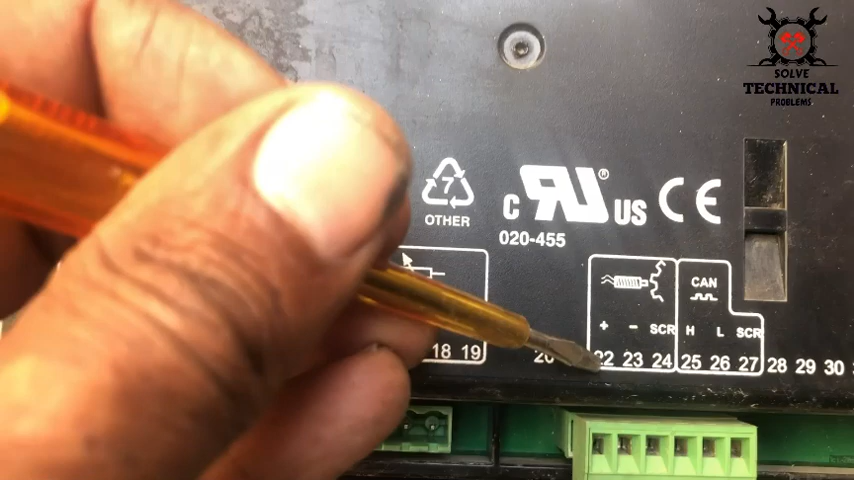 SOLVE
TECHNICAL
PROBLEMS
7
OTHER
C UR® US CE
020-455
CAN
+ - SCR H L SCR
18 19 20 22 23 24 25 26 27 28 29 30